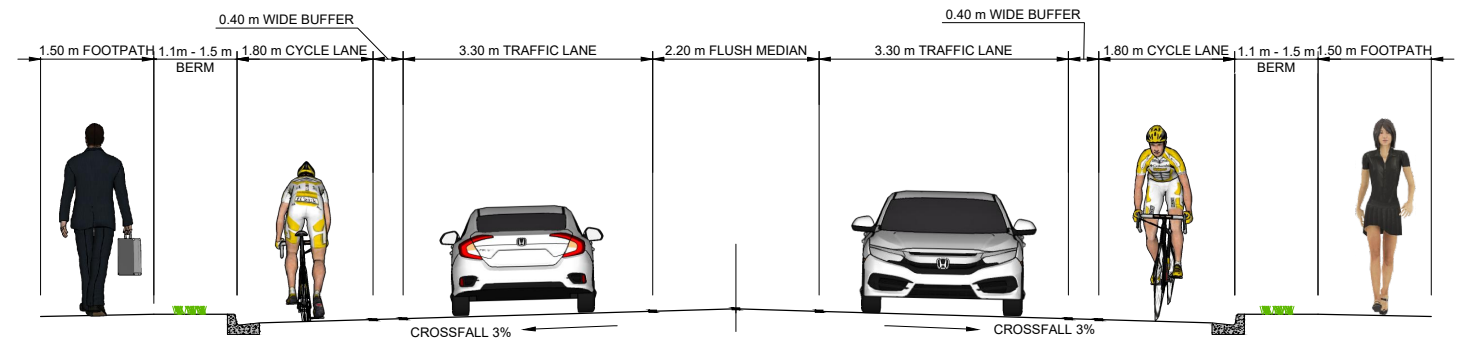 0.40 m WIDE BUFFER
0.40 m WIDE BUFFER
1.50 m FOOTPATH
1.1m - 1.5 m
BERM
1.80 m CYCLE LANE
3.30 m TRAFFIC LANE
2.20 m FLUSH MEDIAN
3.30 m TRAFFIC LANE
1.80 m CYCLE LANE
1.1 m - 1.5 m
BERM
1.50 m FOOTPATH
CROSSFALL 3%
CROSSFALL 3%